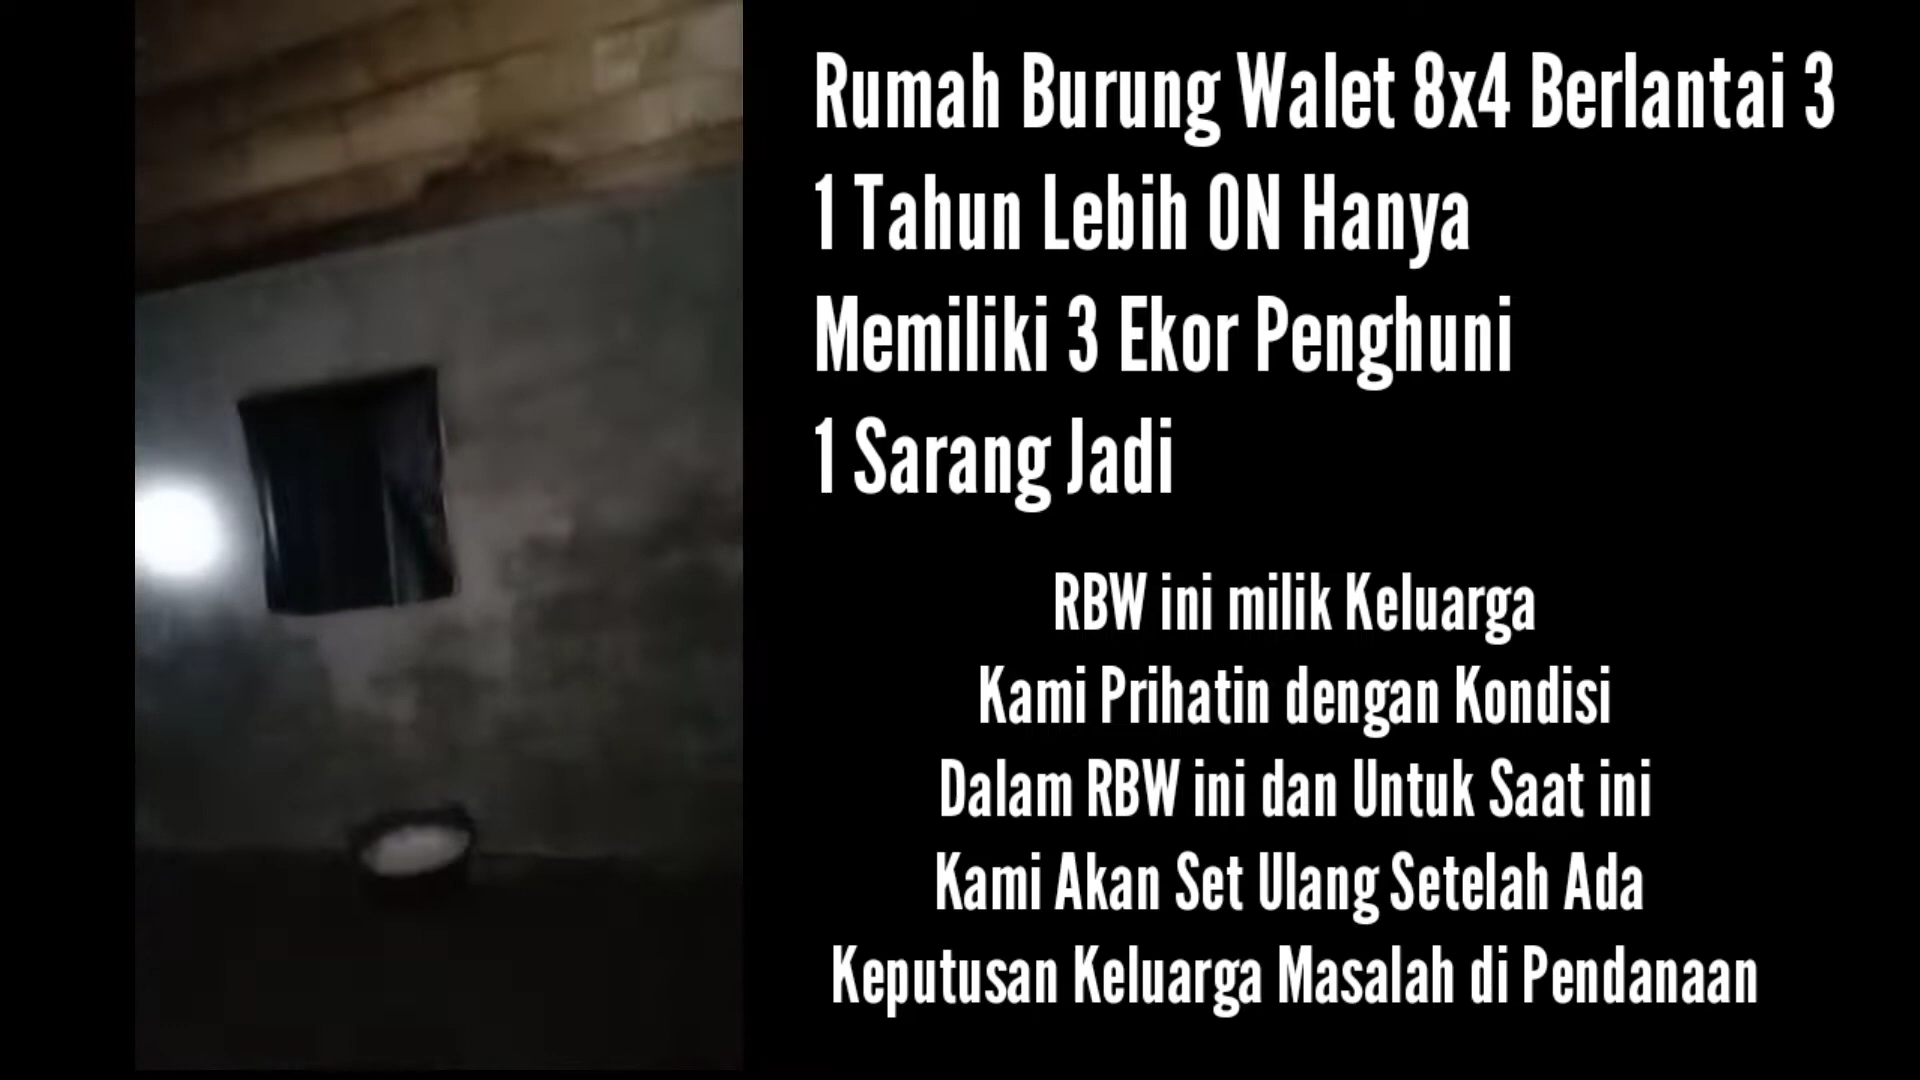 Rumah Burung Walet 8x4 Berlantai 3
1 Tahun Lebih ON Hanya
Memiliki 3 Ekor Penghuni
1 Sarang Jadi
RBW ini milik Keluarga
Kami Prihatin dengan Kondisi
Dalam RBW ini dan Untuk Saat ini
Kami Akan Set Ulang Setelah Ada
Keputusan Keluarga Masalah di Pendanaan